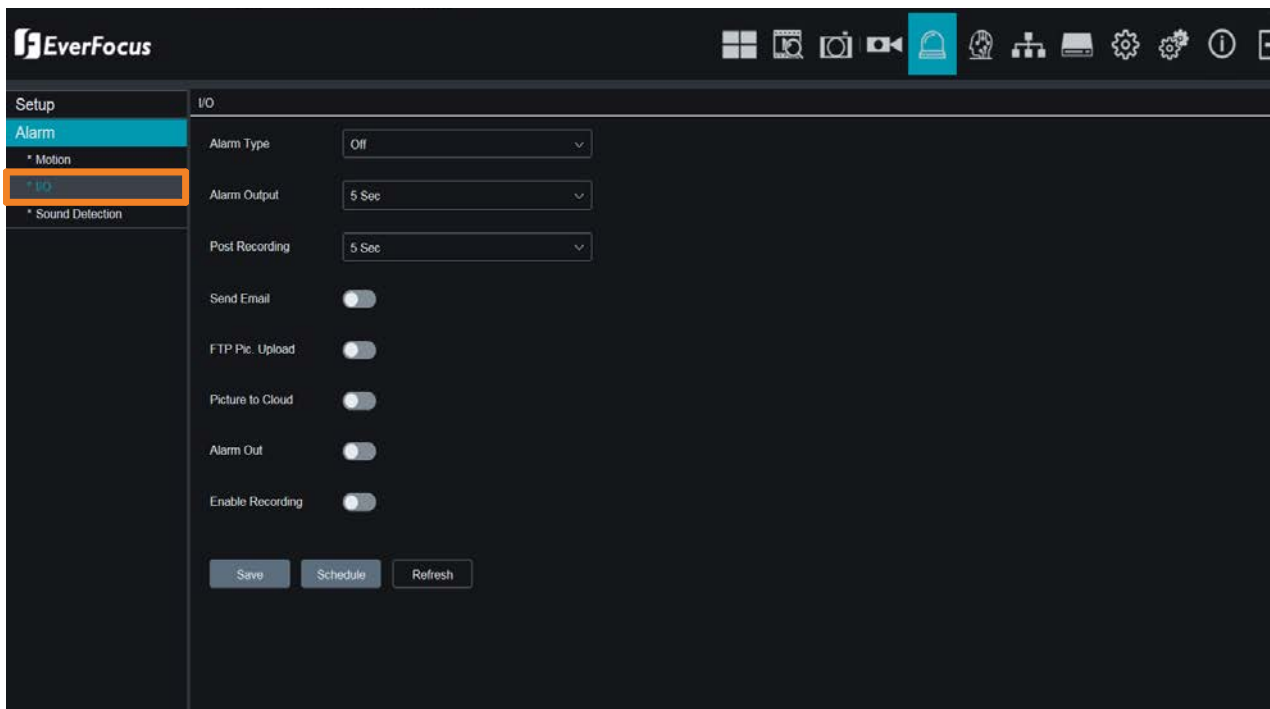 EverFocus
Setup
I/O
Alarm
* Motion
* I/O
* Sound Detection
Alarm Type
Off
Alarm Output
5 Sec
Post Recording
5 Sec
Send Email
FTP Pic. Upload
Picture to Cloud
Alarm Out
Enable Recording
Save
Schedule
Refresh